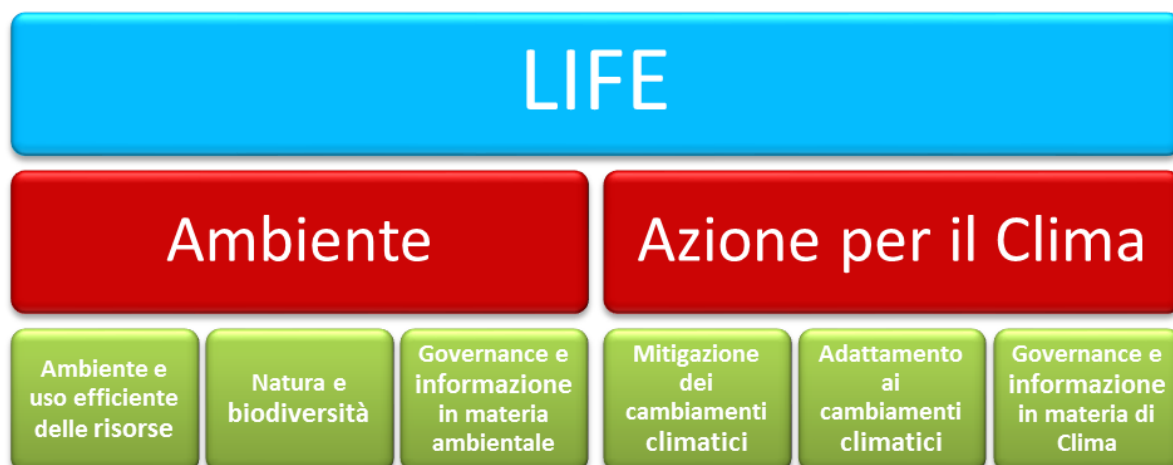 LIFE
Ambiente
Azione per il Clima
Ambiente e
uso efficiente
delle risorse
Natura e
biodiversità
Governance e
informazione
in materia
ambientale
Mitigazione
dei
cambiamenti
climatici
Adattamento
ai
cambiamenti
climatici
Governance e
informazione
in materia di
Clima